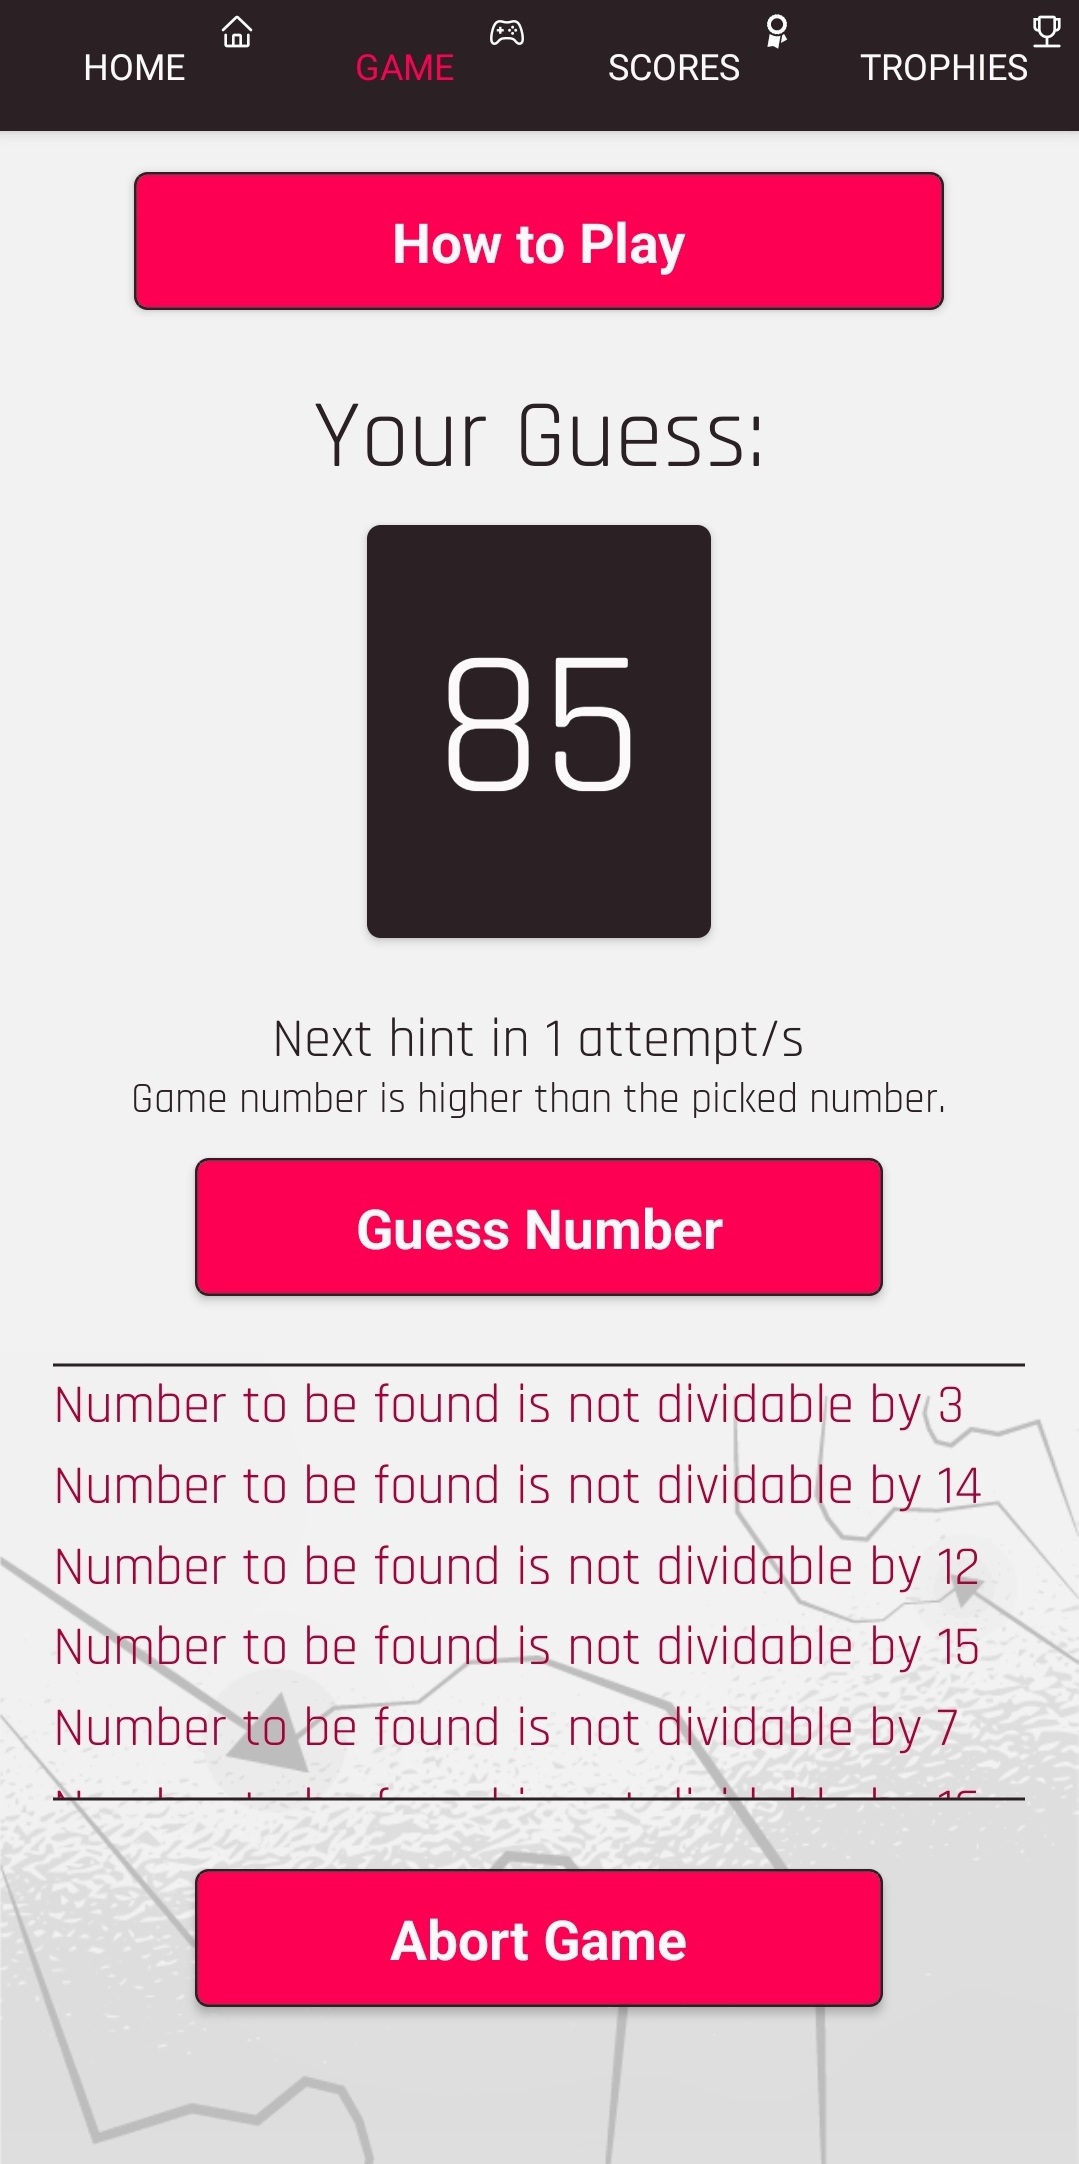 HOME GAME SCORES TROPHIES
How to Play
Your Guess:
85
Next hint in 1 attempt/s
Game number is higher than the picked number.
Guess Number
Number to be found is not dividable by 3
Number to be found is not dividable by 14
Number to be found is not dividable by 12
Number to be found is not dividable by 15
Number to be found is not dividable by 7
Abort Game